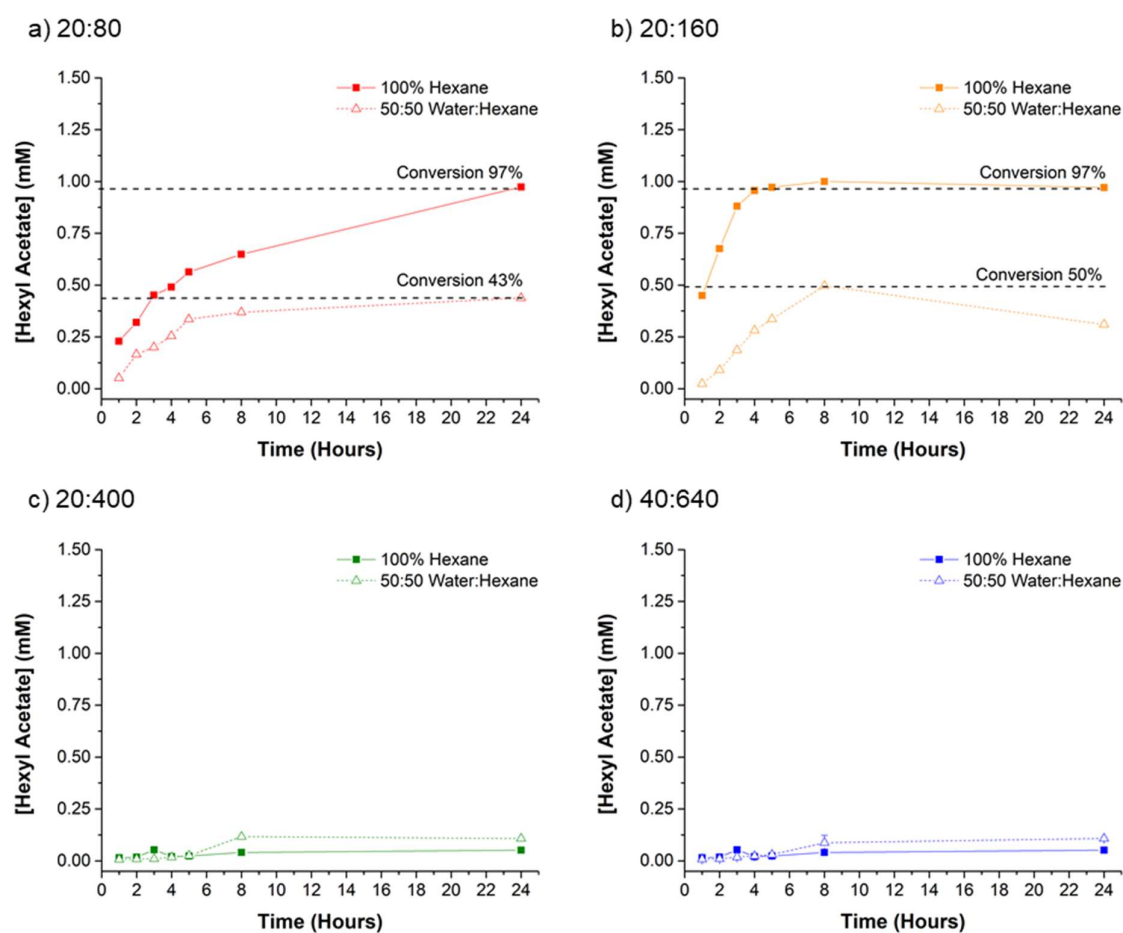 a) 20:80
1.50
1.25
1.00
0.75
0.50
0.25
0.00
[Hexyl Acetate] (mM)
100% Hexane
50:50 Water:Hexane
Conversion 97%
Conversion 43%
0 2 4 6 8 10 12 14 16 18 20 22 24
Time (Hours)
b) 20:160
1.50
1.25
1.00
0.75
0.50
0.25
0.00
[Hexyl Acetate] (mM)
100% Hexane
50:50 Water:Hexane
Conversion 97%
Conversion 50%
0 2 4 6 8 10 12 14 16 18 20 22 24
Time (Hours)
c) 20:400
1.50
1.25
1.00
0.75
0.50
0.25
0.00
[Hexyl Acetate] (mM)
100% Hexane
50:50 Water:Hexane
0 2 4 6 8 10 12 14 16 18 20 22 24
Time (Hours)
d) 40:640
1.50
1.25
1.00
0.75
0.50
0.25
0.00
[Hexyl Acetate] (mM)
100% Hexane
50:50 Water:Hexane
0 2 4 6 8 10 12 14 16 18 20 22 24
Time (Hours)